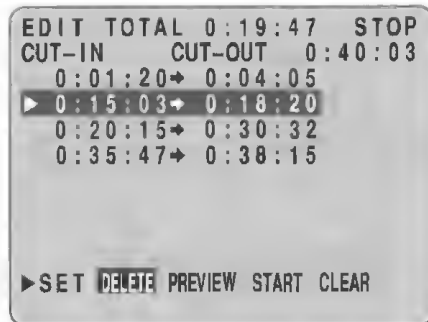 EDIT TOTAL 0:19:47 STOP
CUT-IN CUT-OUT 0:40:03
0:01:20➔ 0:04:05
▶ 0:15:03➔ 0:18:20
0:20:15➔ 0:30:32
0:35:47➔ 0:38:15
▶SET DELETE PREVIEW START CLEAR